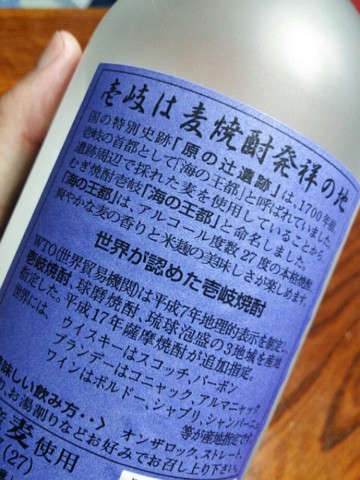 壱岐は麦焼酎発祥の地
国の特別史跡「原の辻遺跡」は、1700年前、
壱岐の首都として「海の王都」と呼ばれていました。
遺跡周辺で採れた麦を使用していることから、
むぎ焼酎壱岐「海の王都」と命名しました。
「海の王都」は、アルコール度数27度の本格焼酎。
爽やかな麦の香りと米麹の美味しさが楽しめます。
世界が認めた壱岐焼酎
WTO(世界貿易機関)は平成7年地理的表示を制定、
壱岐焼酎、球磨焼酎、琉球泡盛の3地域を産地
指定した。平成17年薩摩焼酎が追加指定。
世界には、
ウイスキーはスコッチ、バーボン
ブランデーはコニャック、アルマニャック
ワインはボルドー、シャブリ、シャンパーニュ
等が産地指定です。
味しい飲み方‥>
オンザロック、ストレート、
り、お湯割りなどお好みでお召し上り下さい。
麦使用
(27)